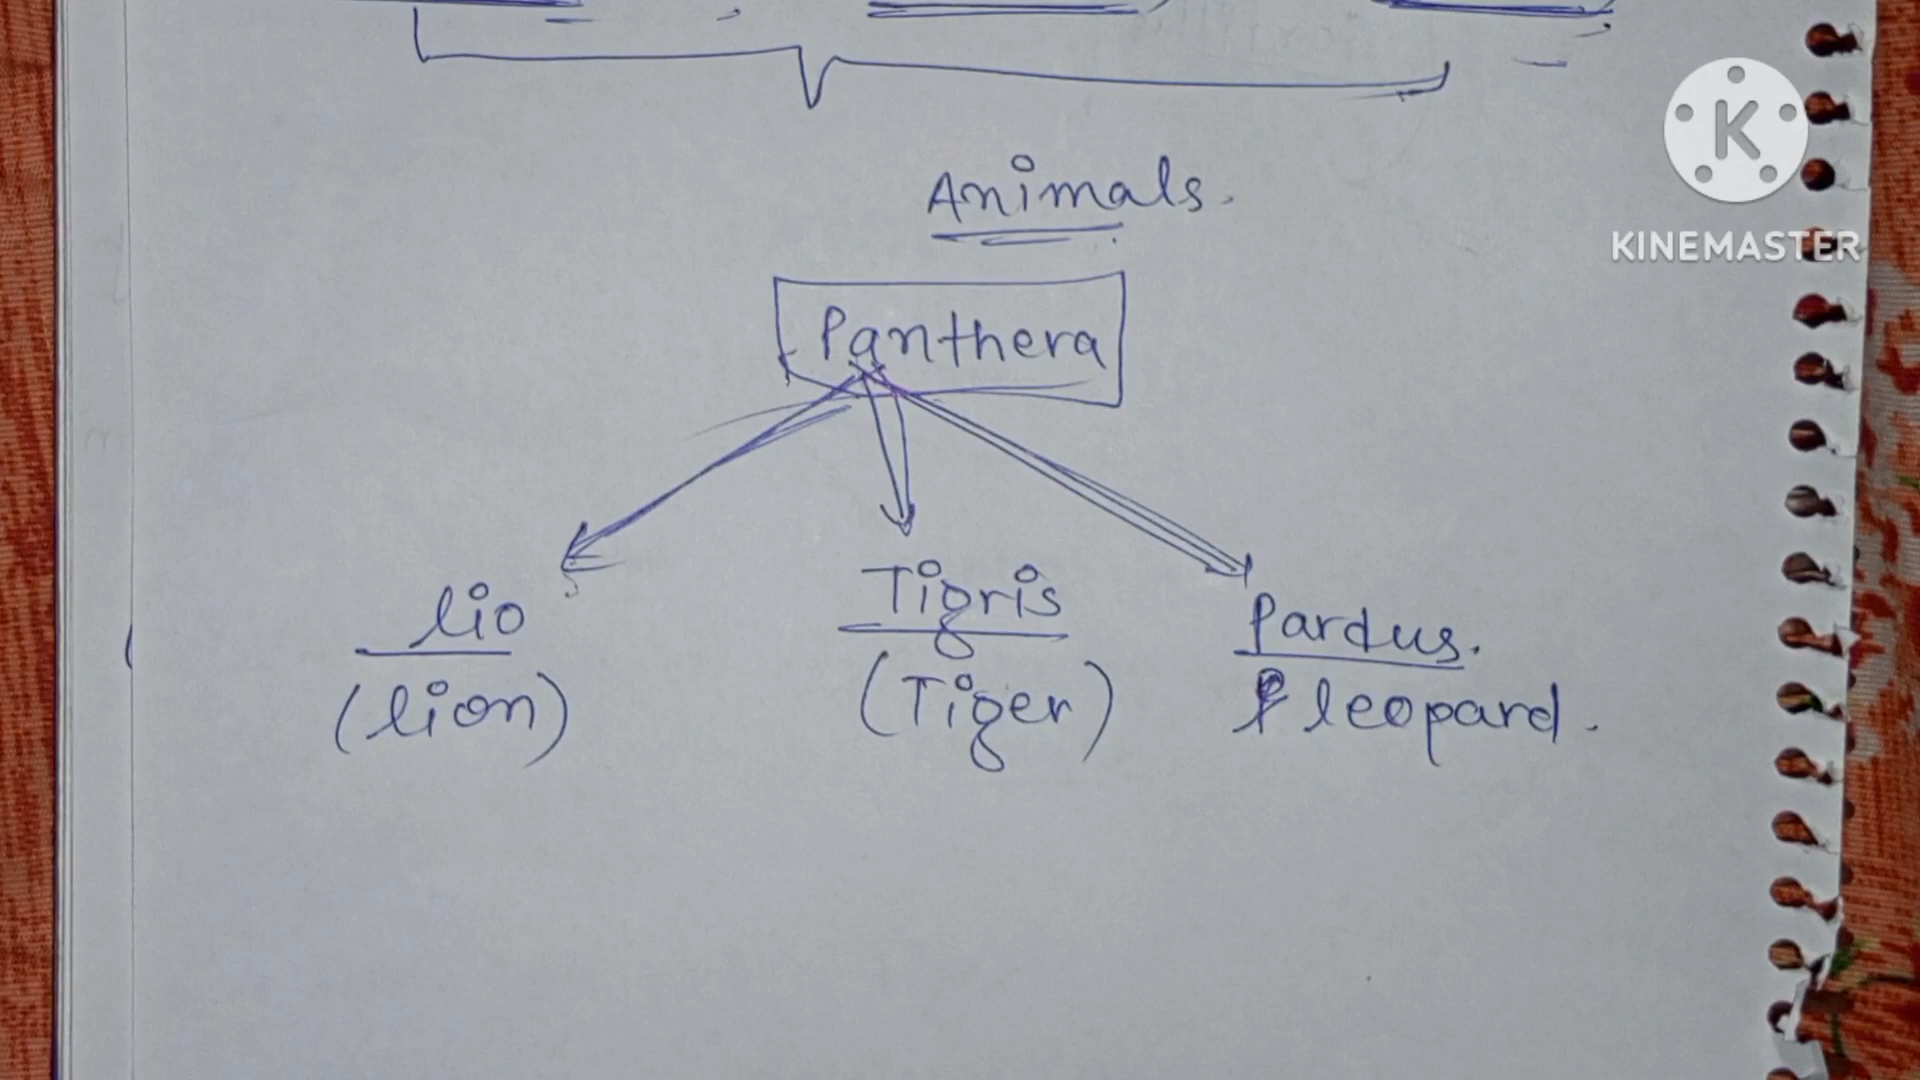 Animals.
Panthera
lio
(lion)
Tigris
(Tiger)
Pardus.
leopard.
K
KINEMASTER